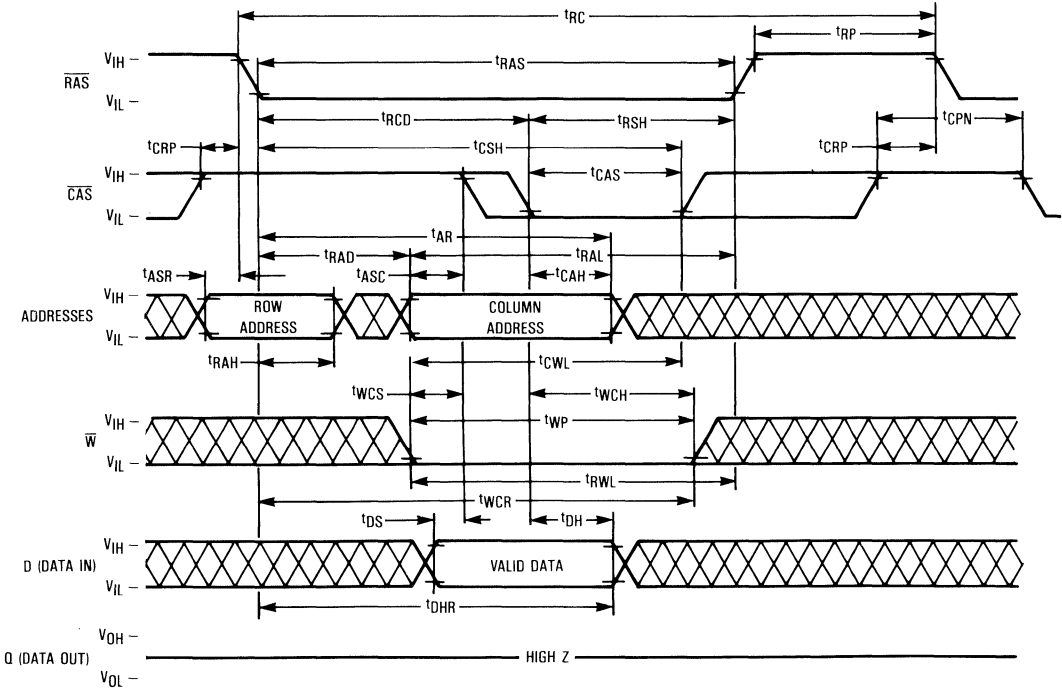 tRC
tRP
VIH
RAS
VIL
tRAS
tRCD
tRSH
tCPN
tCRP
tCSH
tCRP
VIH
CAS
VIL
tCAS
tAR
tRAD
tRAL
tASR
tASC
tCAH
ADDRESSES
VIH
VIL
ROW
ADDRESS
COLUMN
ADDRESS
tRAH
tCWL
tWCS
tWCH
tWP
VIH
W
VIL
tRWL
tWCR
tDS
tDH
VIH
D (DATA IN)
VIL
VALID DATA
tDHR
VOH
Q (DATA OUT)
HIGH Z
VOL